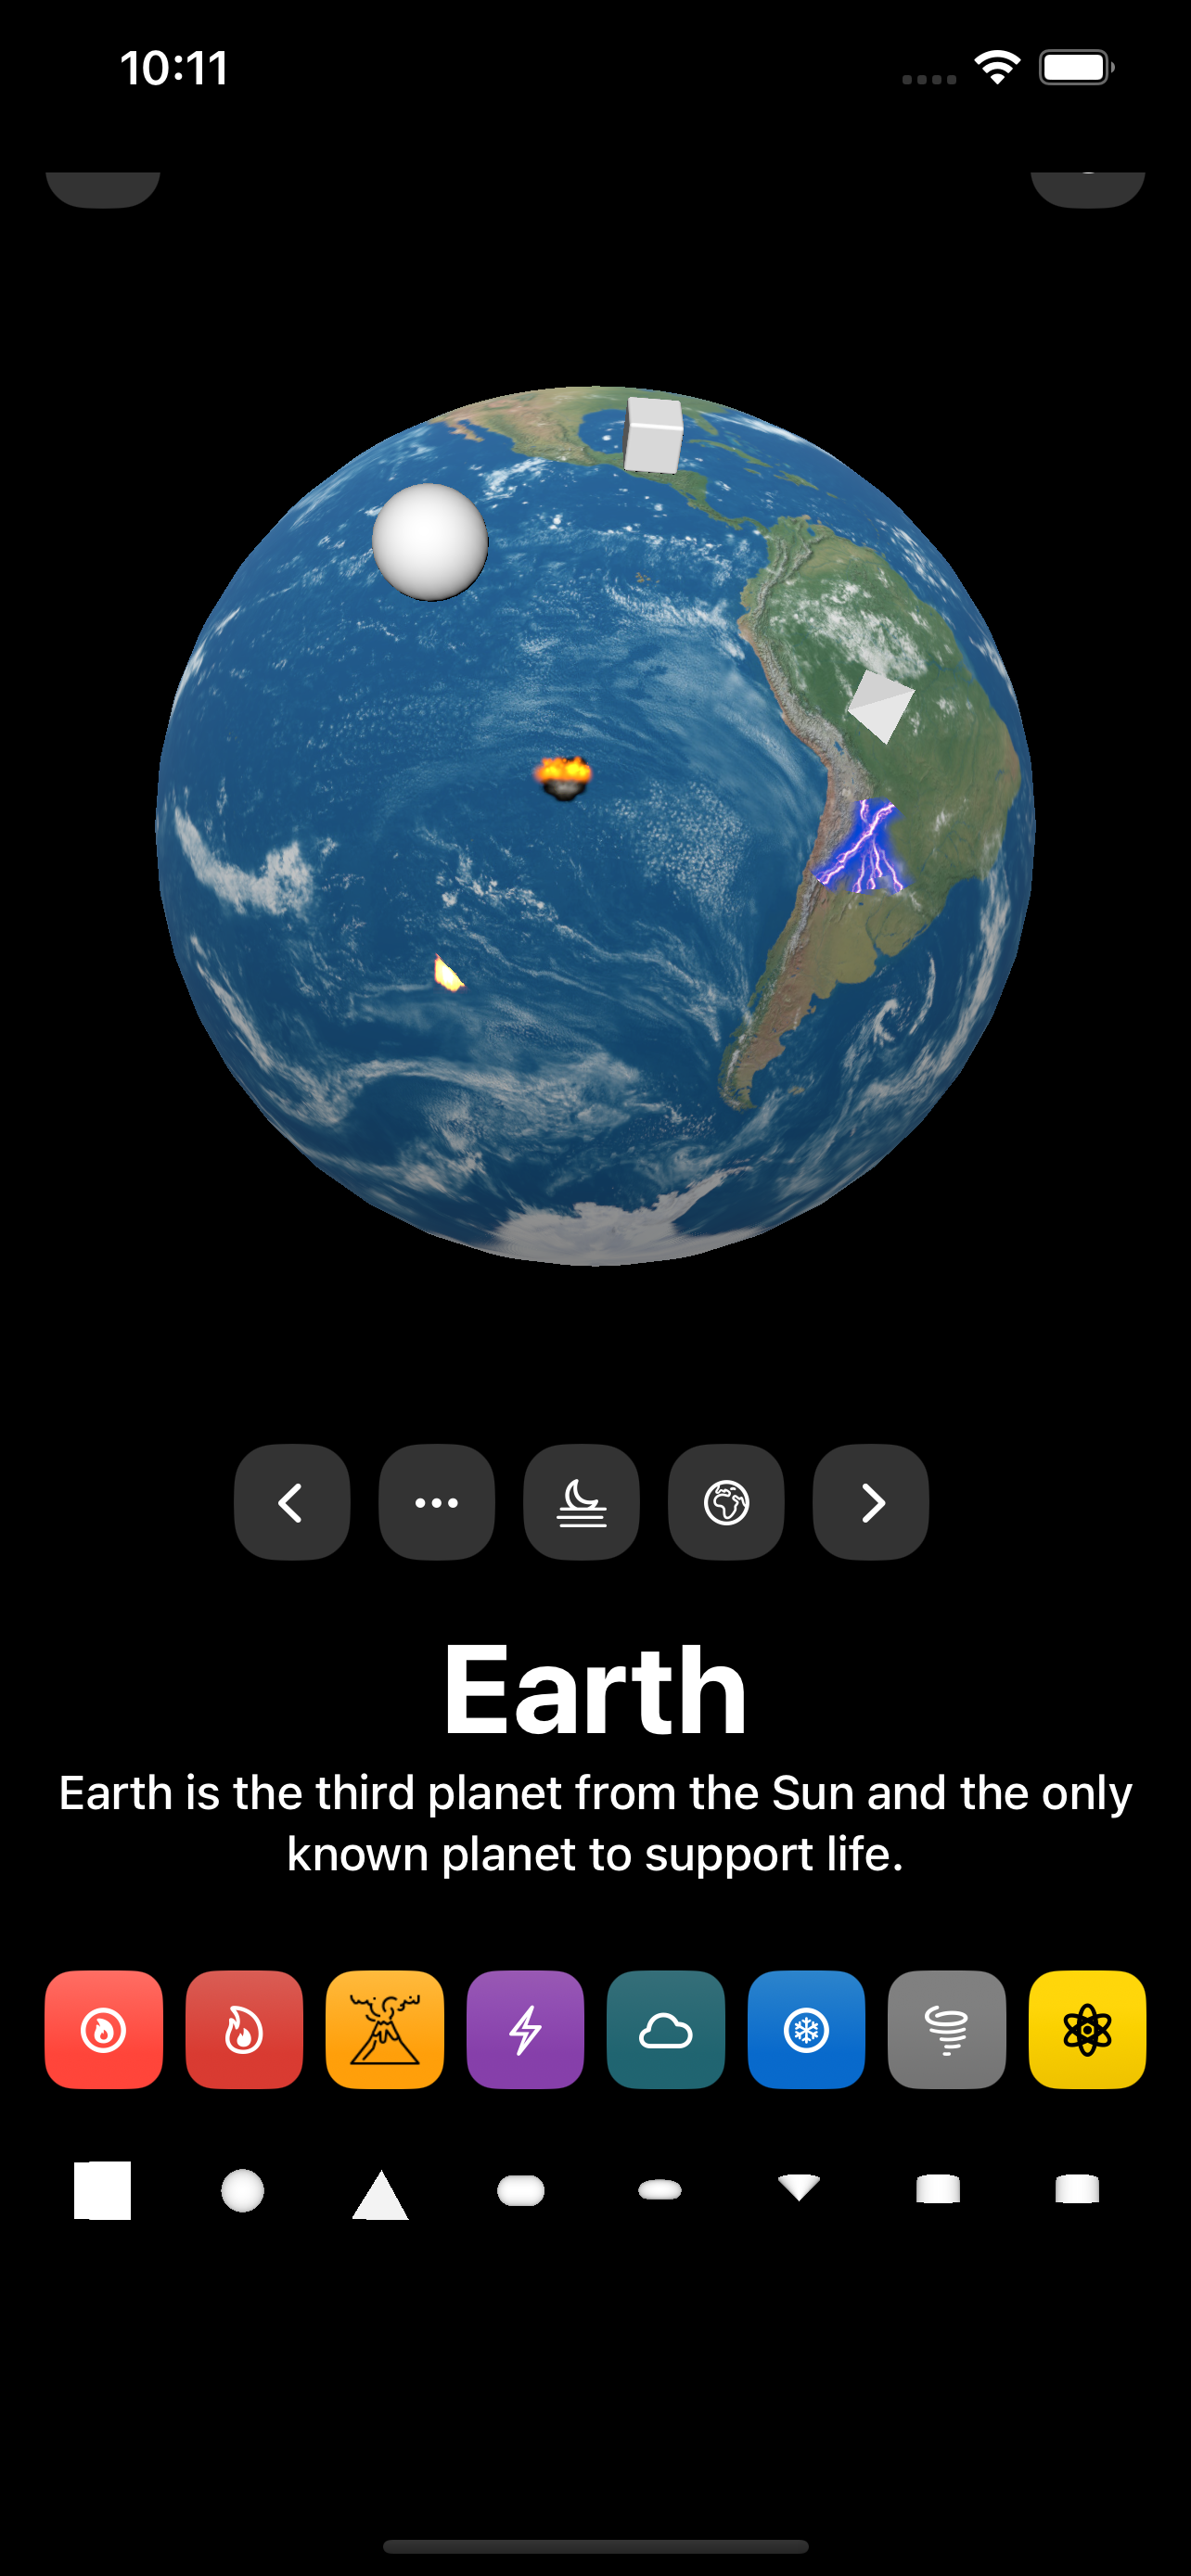 10:11
Earth
Earth is the third planet from the Sun and the only
known planet to support life.